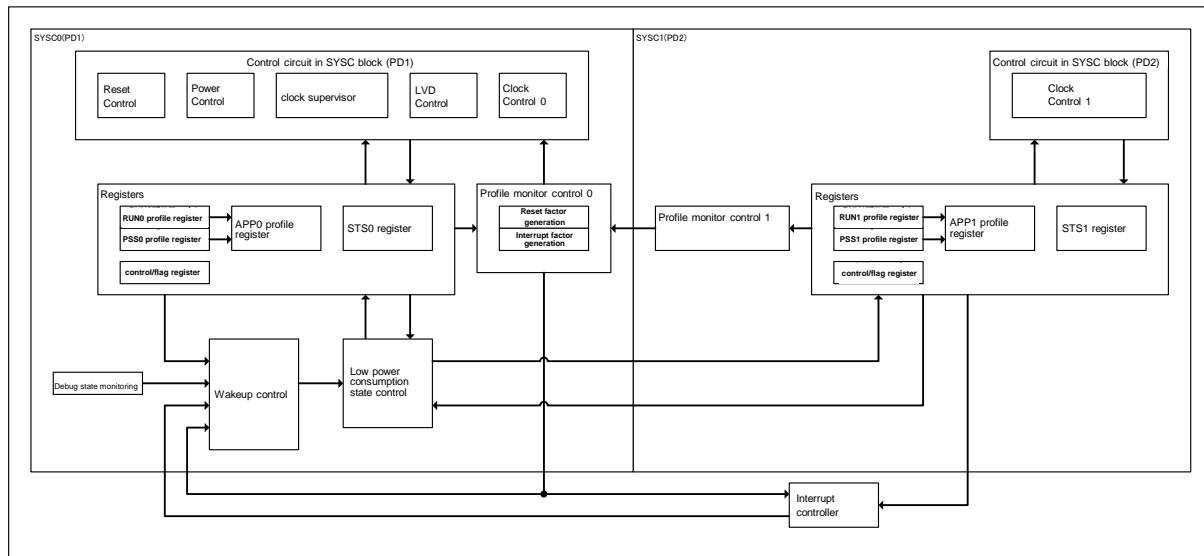 SYSC0(PD1)
SYSC1(PD2)
Control circuit in SYSC block (PD1)
Reset
Control
Power
Control
clock supervisor
LVD
Control
Clock
Control 0
Control circuit in SYSC block (PD2)
Clock
Control 1
Registers
RUN0 profile register
PSS0 profile register
APP0 profile
register
STS0 register
control/flag register
Profile monitor control 0
Reset factor
generation
Interrupt factor
generation
Profile monitor control 1
Registers
RUN1 profile register
PSS1 profile register
APP1 profile
register
STS1 register
control/flag register
Debug state monitoring
Wakeup control
Low power
consumption
state control
Interrupt
controller